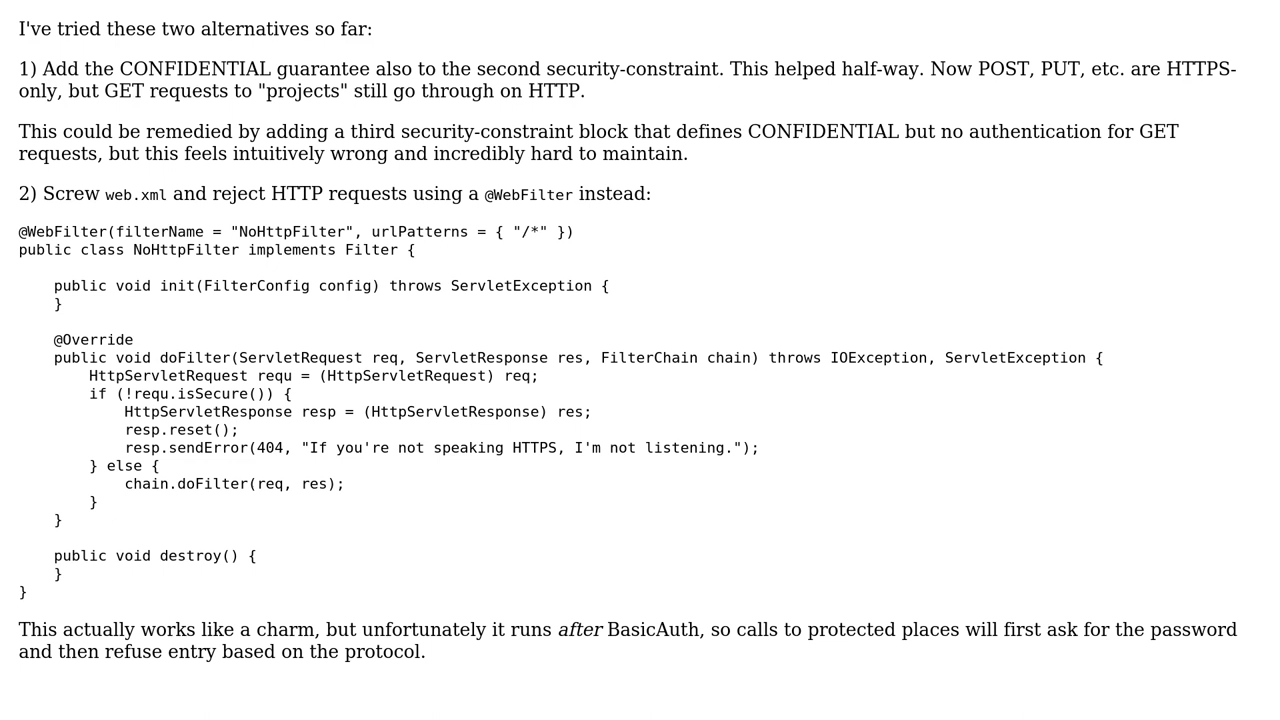 I've tried these two alternatives so far:
1) Add the CONFIDENTIAL guarantee also to the second security-constraint. This helped half-way. Now POST, PUT, etc. are HTTPS-
only, but GET requests to "projects" still go through on HTTP.
This could be remedied by adding a third security-constraint block that defines CONFIDENTIAL but no authentication for GET
requests, but this feels intuitively wrong and incredibly hard to maintain.
2) Screw web.xml and reject HTTP requests using a @WebFilter instead:
@WebFilter(filterName = "NoHttpFilter", urlPatterns = { "/*" })
public class NoHttpFilter implements Filter {
    public void init(FilterConfig config) throws ServletException {
    }
    @Override
    public void doFilter(ServletRequest req, ServletResponse res, FilterChain chain) throws IOException, ServletException {
        HttpServletRequest requ = (HttpServletRequest) req;
        if (!requ.isSecure()) {
            HttpServletResponse resp = (HttpServletResponse) res;
            resp.reset();
            resp.sendError(404, "If you're not speaking HTTPS, I'm not listening.");
        } else {
            chain.doFilter(req, res);
        }
    }
    public void destroy() {
    }
}
This actually works like a charm, but unfortunately it runs after BasicAuth, so calls to protected places will first ask for the password
and then refuse entry based on the protocol.